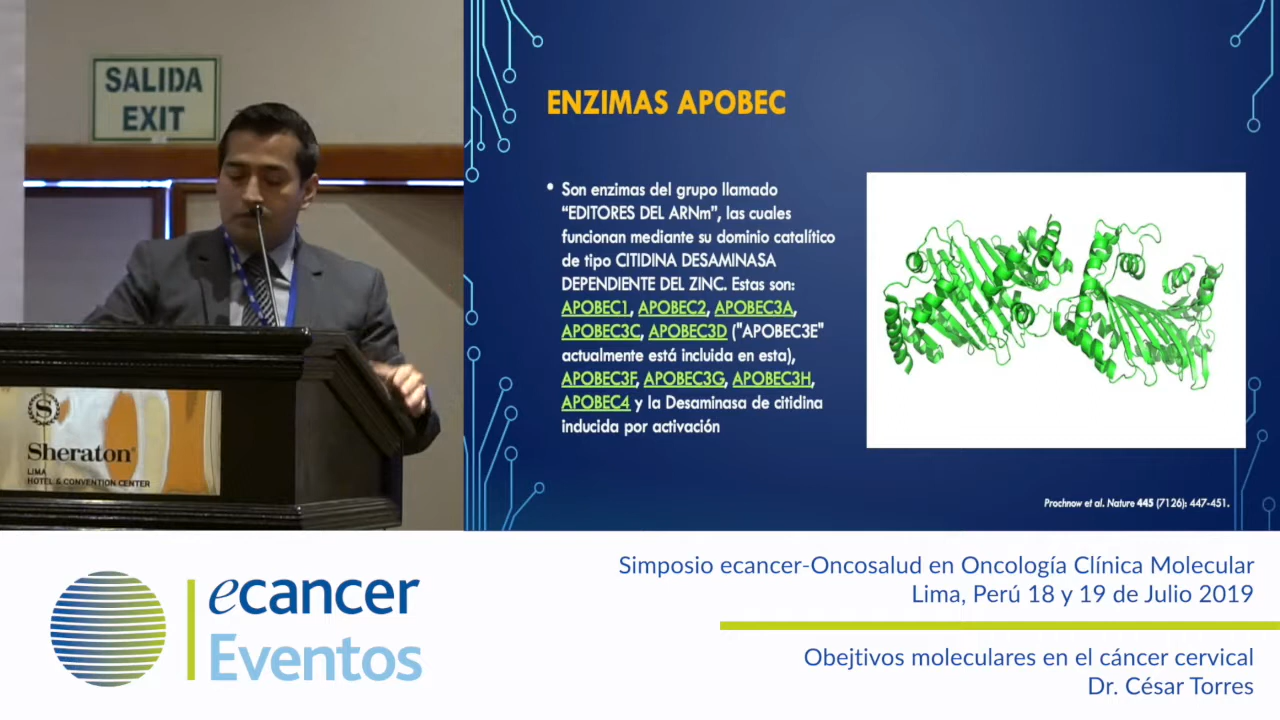 SALIDA
EXIT
Sheraton
LIMA
HOTEL & CONVENTION CENTER
ENZIMAS APOBEC
• Son enzimas del grupo llamado
“EDITORES DEL ARNm”, las cuales
funcionan mediante su dominio catalítico
de tipo CITIDINA DESAMINASA
DEPENDIENTE DEL ZINC. Estas son:
APOBEC1, APOBEC2, APOBEC3A,
APOBEC3C, APOBEC3D ("APOBEC3E"
actualmente está incluida en esta),
APOBEC3F, APOBEC3G, APOBEC3H,
APOBEC4 y la Desaminasa de citidina
inducida por activación
Prochnow et al. Nature 445 (7126): 447-451.
ecancer
Eventos
Simposio ecancer-Oncosalud en Oncología Clínica Molecular
Lima, Perú 18 y 19 de Julio 2019
Obejtivos moleculares en el cáncer cervical
Dr. César Torres